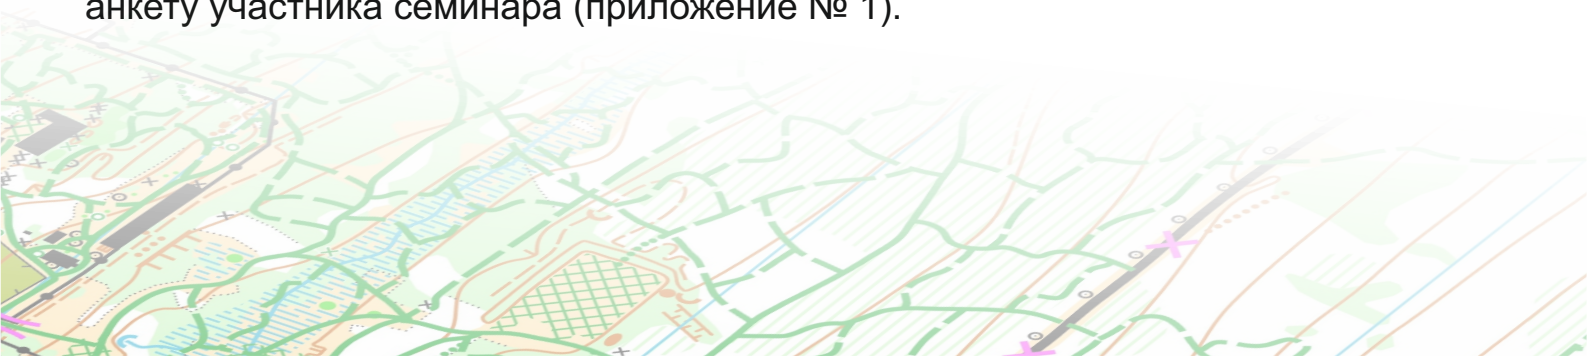 анкету участника семинара (приложение № 1).